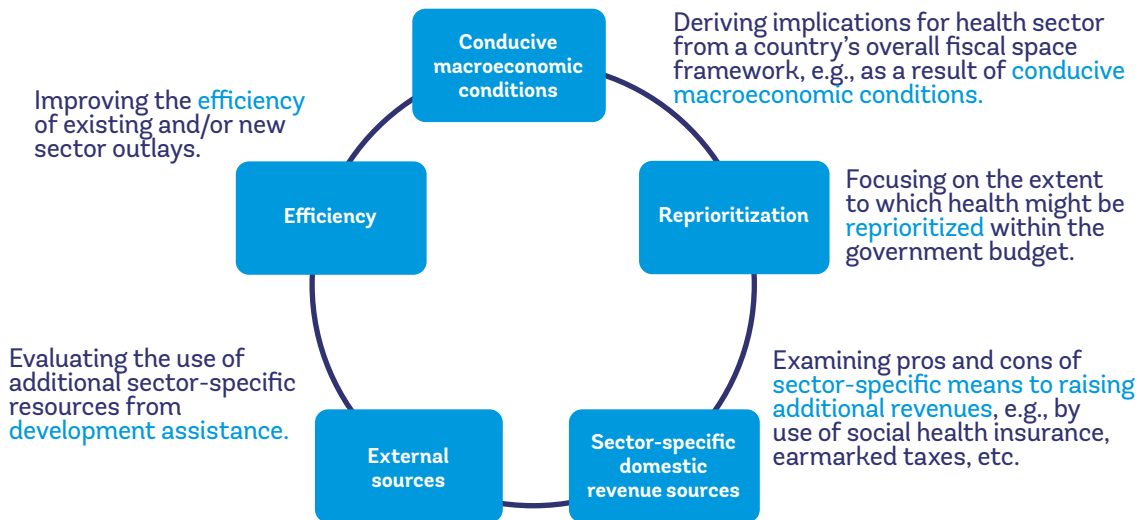 Conducive
macroeconomic
conditions
Deriving implications for health sector
from a country's overall fiscal space
framework, e.g., as a result of conducive
macroeconomic conditions.
Reprioritization
Focusing on the extent
to which health might be
reprioritized within the
government budget.
Sector-specific
domestic
revenue sources
Examining pros and cons of
sector-specific means to raising
additional revenues, e.g., by
use of social health insurance,
earmarked taxes, etc.
External
sources
Evaluating the use of
additional sector-specific
resources from
development assistance.
Efficiency
Improving the efficiency
of existing and/or new
sector outlays.